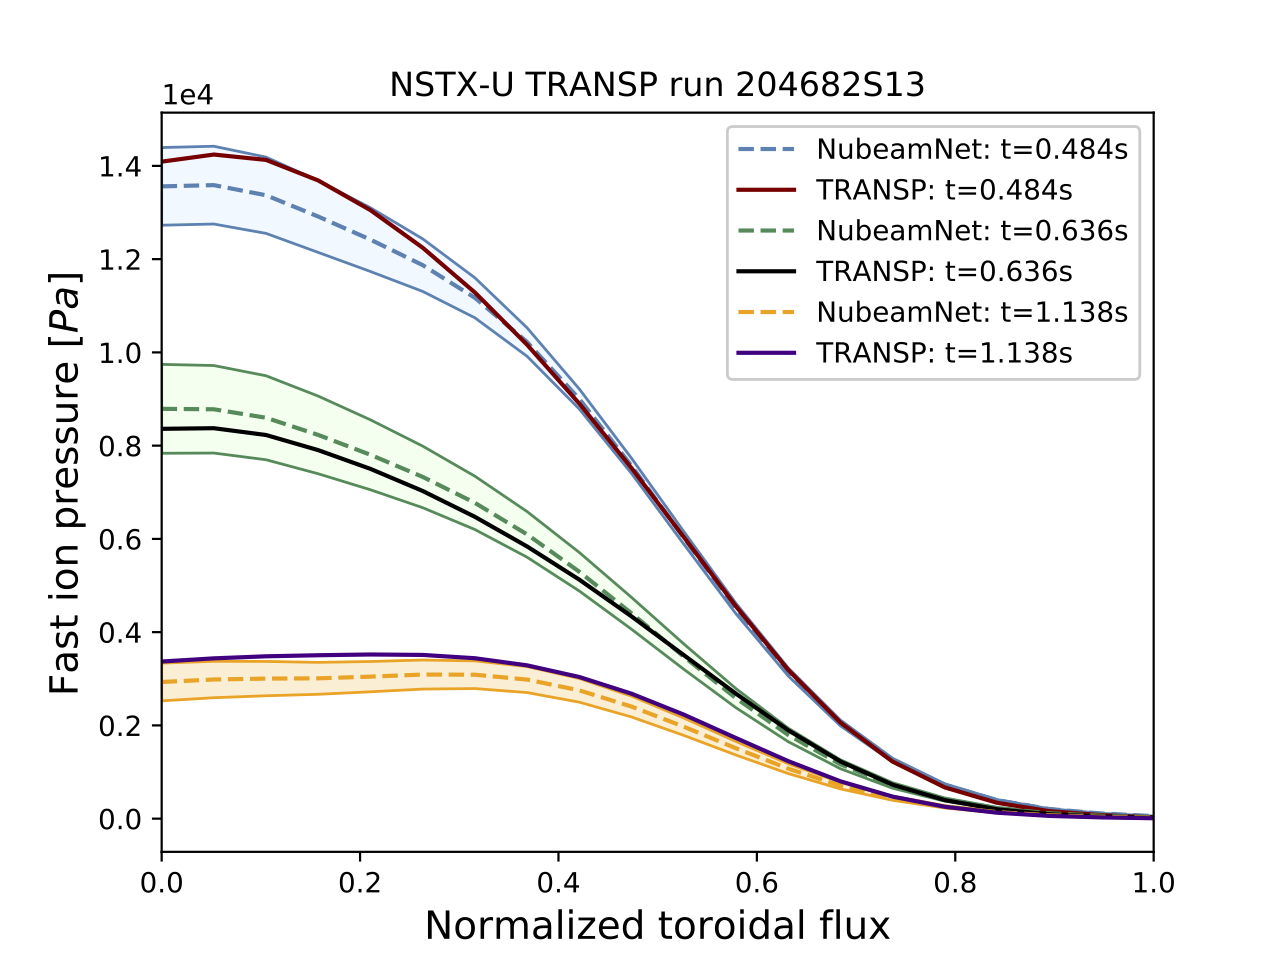 NSTX-U TRANSP run 204682S13
1e4
NubeamNet: t=0.484s
TRANSP: t=0.484s
NubeamNet: t=0.636s
TRANSP: t=0.636s
NubeamNet: t=1.138s
TRANSP: t=1.138s
1.4
1.2
1.0
0.8
0.6
0.4
0.2
0.0
Fast ion pressure [Pa]
0.0 0.2 0.4 0.6 0.8 1.0
Normalized toroidal flux